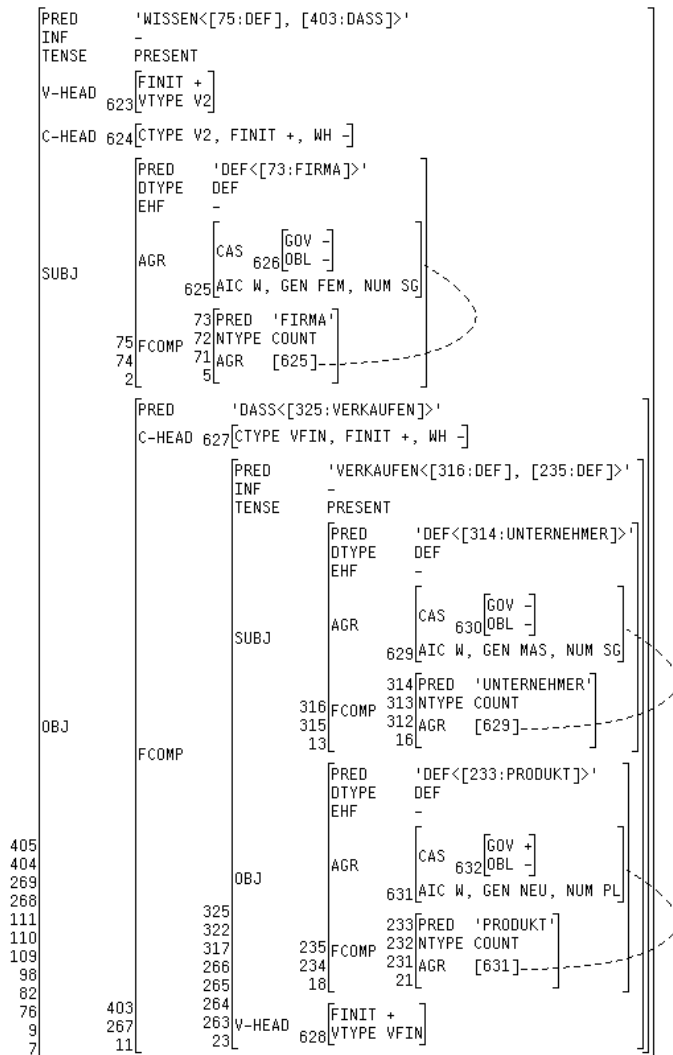 PRED 'WISSEN<[75:DEF], [403:DASS]>'
INF -
TENSE PRESENT
V-HEAD 623 FINIT +
VTYPE V2
C-HEAD 624 [CTYPE V2, FINIT +, WH -]
PRED 'DEF<[73:FIRMA]>'
DTYPE DEF
EHF -
GOV -
CAS 626 OBL -
AGR
SUBJ
625 AIC W, GEN FEM, NUM SG
73 PRED 'FIRMA'
75 FCOMP 72 NTYPE COUNT
74 71 AGR [625]
2 5
PRED 'DASS<[325:VERKAUFEN]>'
C-HEAD 627 [CTYPE VFIN, FINIT +, WH -]
PRED 'VERKAUFEN<[316:DEF], [235:DEF]>'
INF -
TENSE PRESENT
PRED 'DEF<[314:UNTERNEHMER]>'
DTYPE DEF
EHF -
GOV -
CAS 630 OBL -
AGR
SUBJ
629 AIC W, GEN MAS, NUM SG
314 PRED 'UNTERNEHMER'
316 FCOMP 313 NTYPE COUNT
315 312 AGR [629]
OBJ
13 16
FCOMP
PRED 'DEF<[233:PRODUKT]>'
DTYPE DEF
EHF -
GOV +
405 CAS 632 OBL -
404 AGR
269 OBJ
268 631 AIC W, GEN NEU, NUM PL
111 325
110 322 233 PRED 'PRODUKT'
109 317 235 FCOMP 232 NTYPE COUNT
98 266 234 231 AGR [631]
82 265 18 21
76 403 264
9 267 263 V-HEAD FINIT +
7 11 23 628 VTYPE VFIN